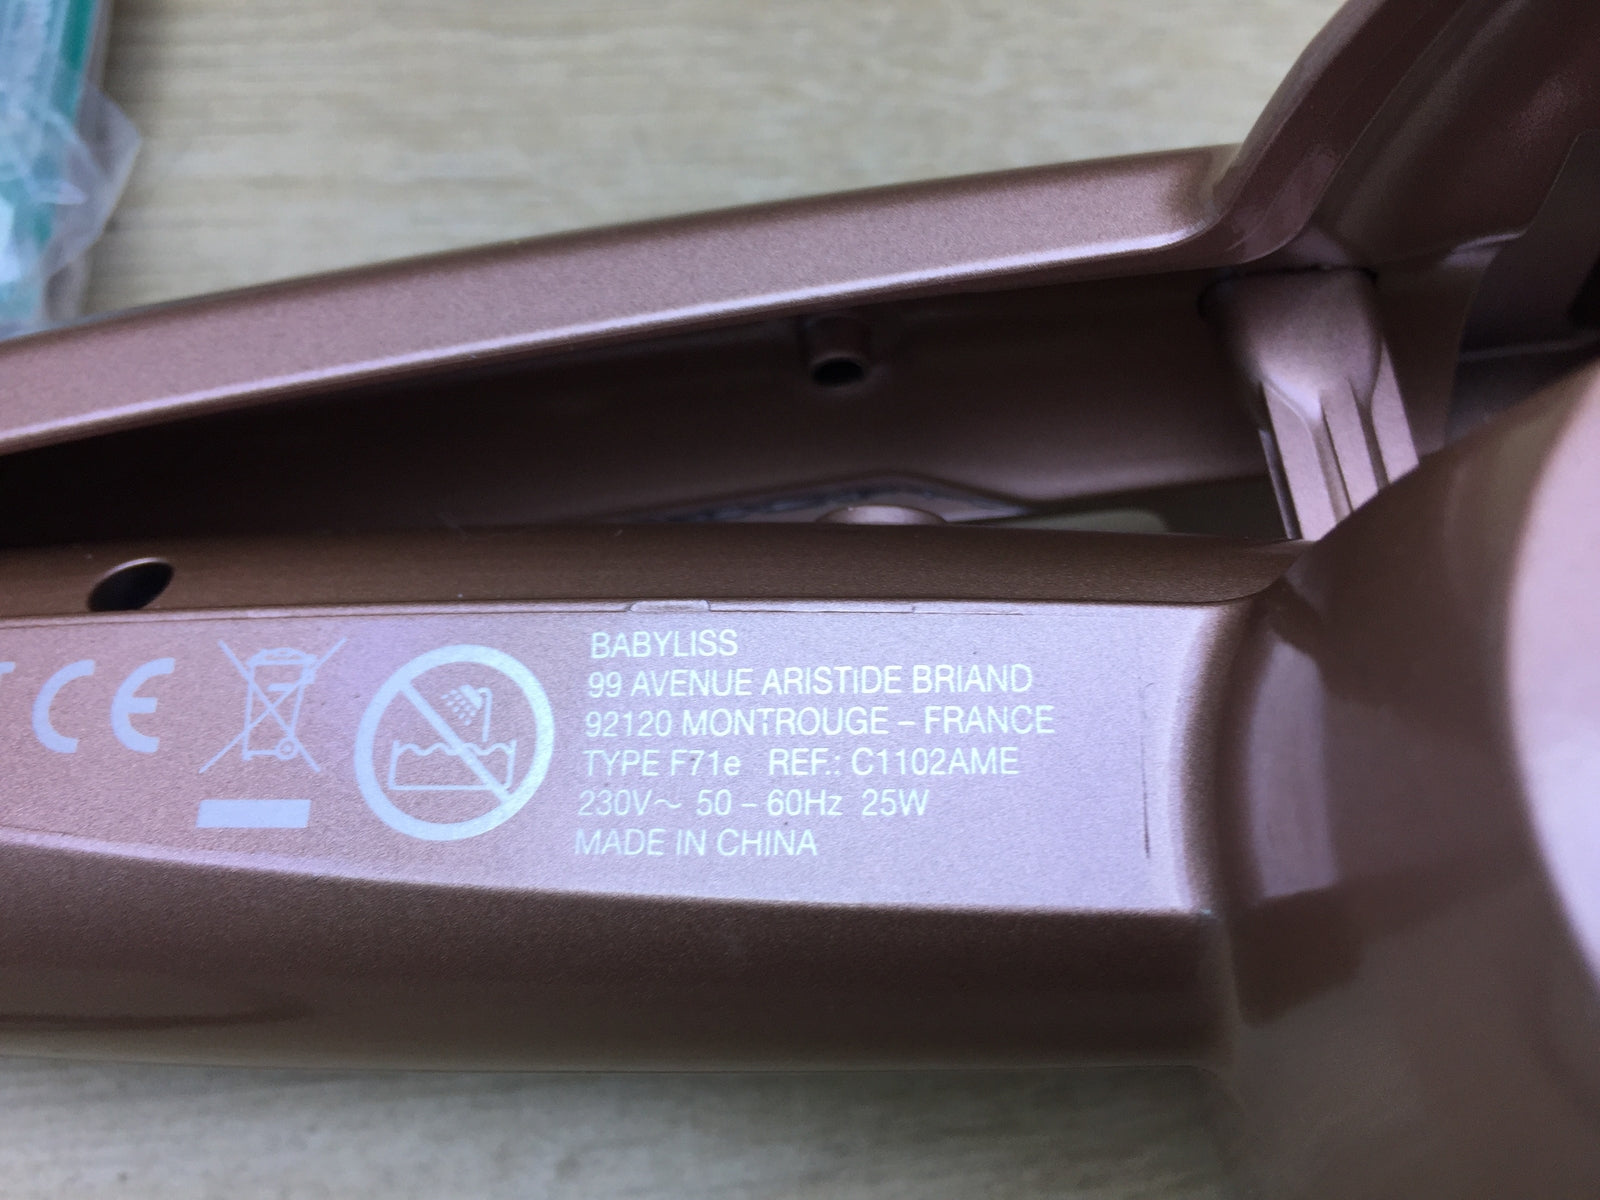 CE
BABYLISS
99 AVENUE ARISTIDE BRIAND
92120 MONTROUGE – FRANCE
TYPE F71e REF.: C1102AME
230V~ 50 – 60Hz 25W
MADE IN CHINA